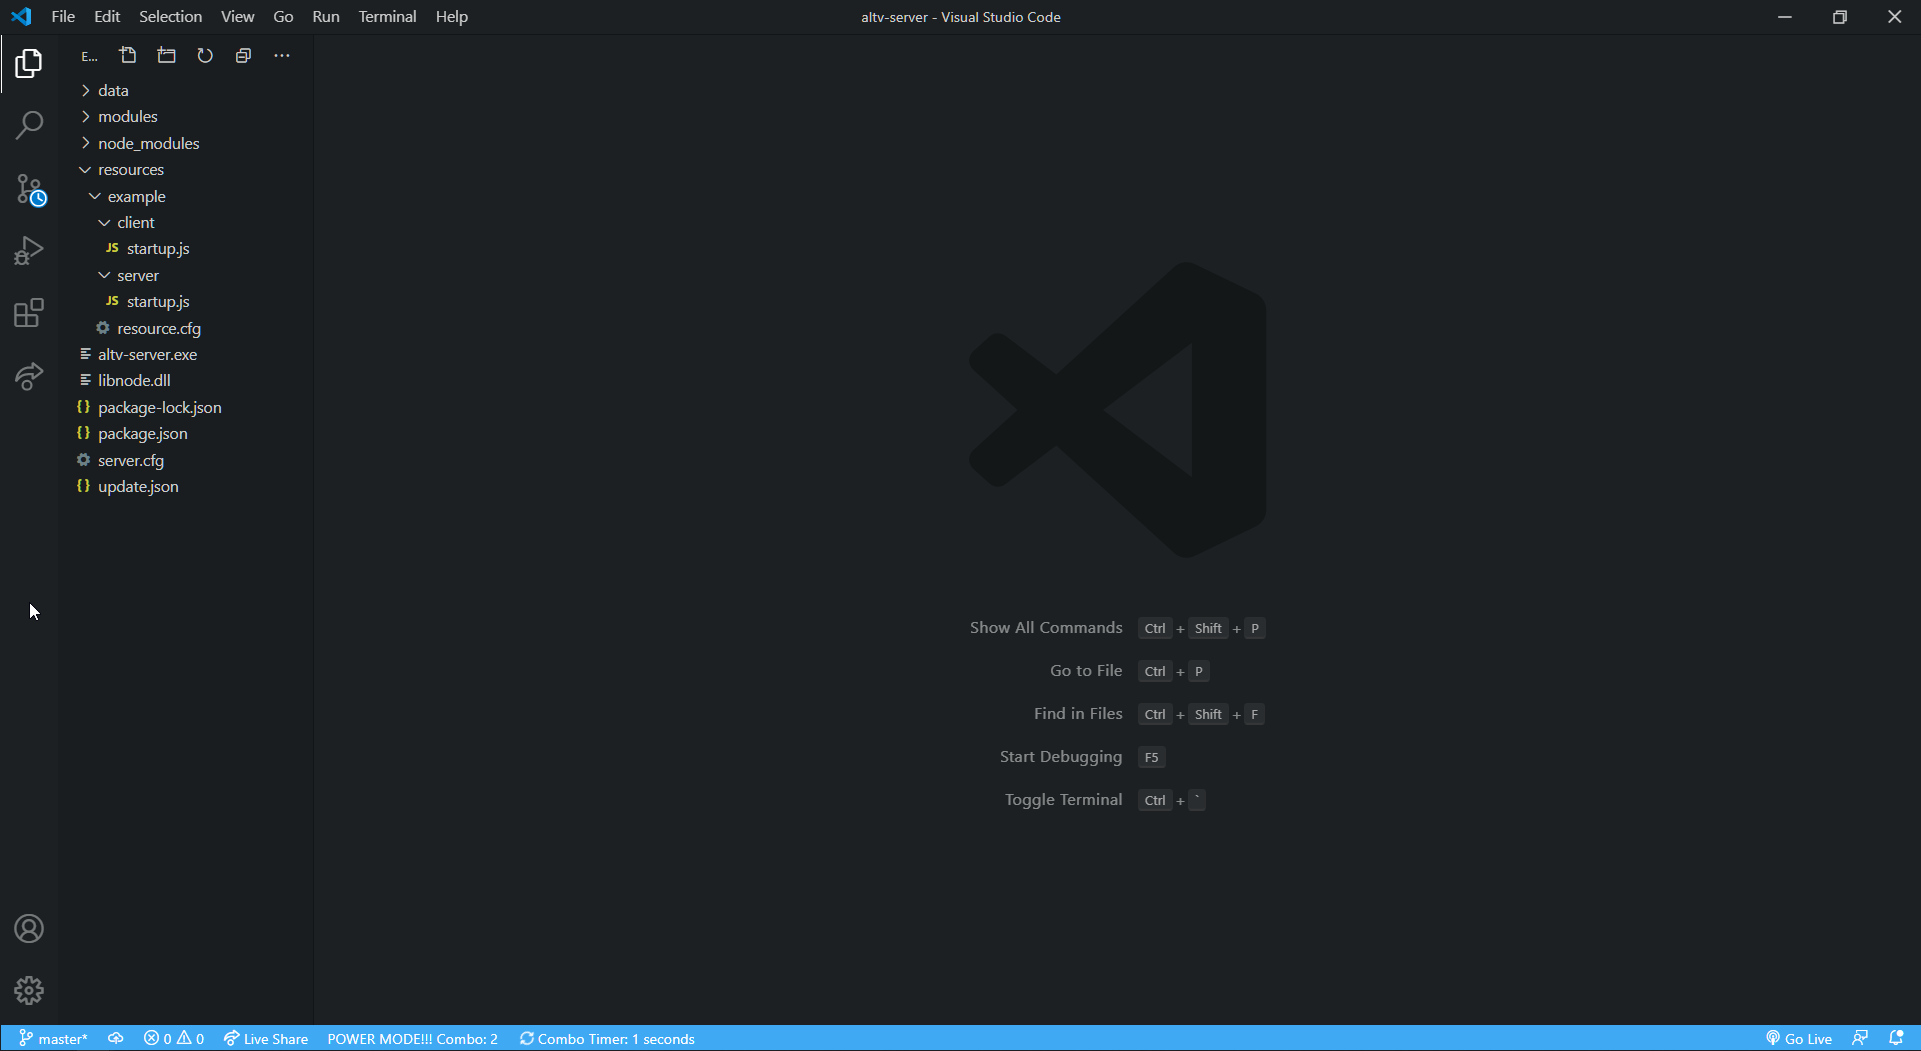 File Edit Selection View Go Run Terminal Help
altv-server - Visual Studio Code
E...
data
modules
node_modules
resources
example
client
JS startup.js
server
JS startup.js
resource.cfg
altv-server.exe
libnode.dll
{} package-lock.json
{} package.json
server.cfg
{} update.json
Show All Commands Ctrl + Shift + P
Go to File Ctrl + P
Find in Files Ctrl + Shift + F
Start Debugging F5
Toggle Terminal Ctrl + `
master* 0 0 Live Share POWER MODE!!! Combo: 2 Combo Timer: 1 seconds Go Live